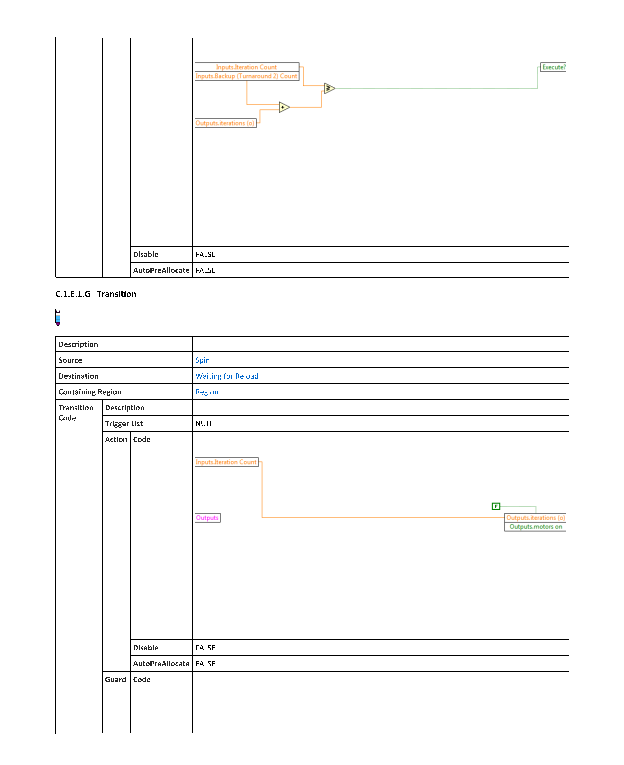 Inputs.Iteration Count
Execute?
Inputs.Backup (Turnaround 2) Count
Outputs.iterations (o)
Disable FALSE
AutoPreAllocate FALSE
C.1.E.1.G Transition
Description
Source Spin
Destination Waiting for Reload
Containing Region Region
Transition Code Description
Trigger List NULL
Action Code
Inputs.Iteration Count
F
Outputs
Outputs.iterations (o)
Outputs.motors on
Disable FALSE
AutoPreAllocate FALSE
Guard Code